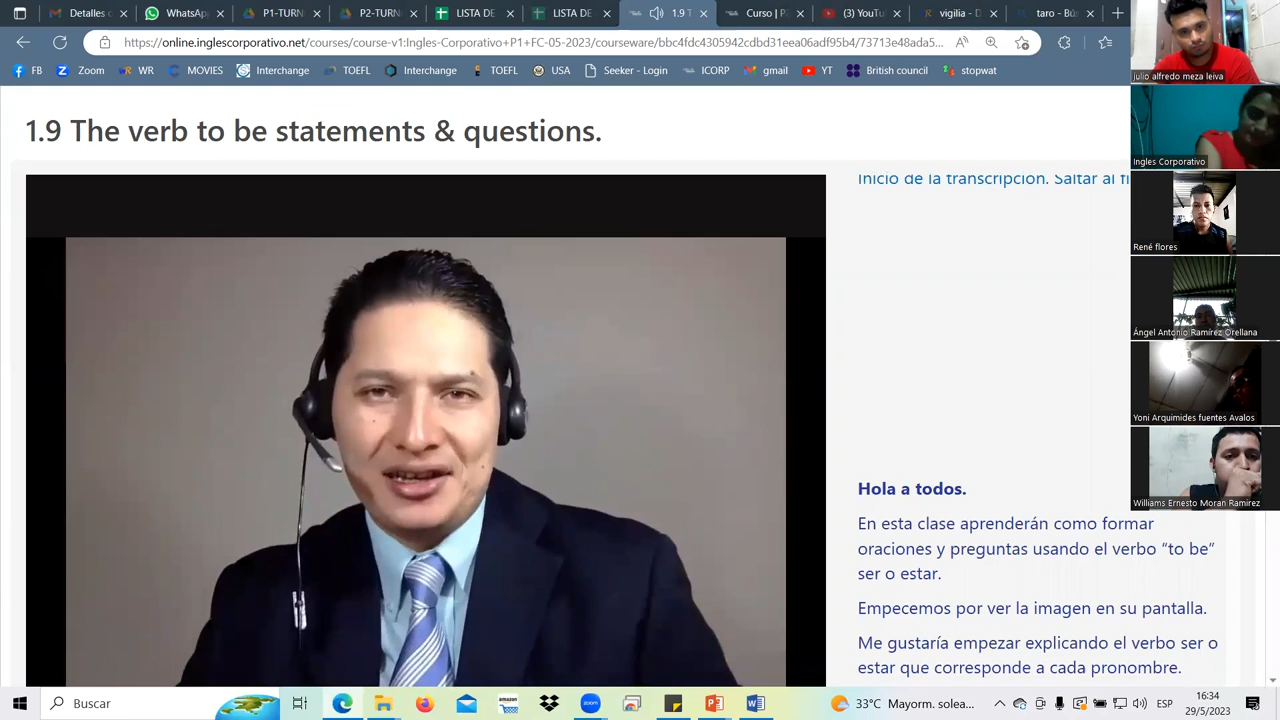 Detalles c
WhatsApp
P1-TURN
P2-TURN
LISTA DE
LISTA DE
1.9 T
Curso | P
(3) YouTu
vigilia - D
taro - Bús
https://online.inglescorporativo.net/courses/course-v1:Ingles-Corporativo+P1+FC-05-2023/courseware/bbc4fdc4305942cdbd31eea06adf95b4/73713e48ada5...
FB
Zoom
WR
MOVIES
Interchange
TOEFL
Interchange
TOEFL
USA
Seeker - Login
ICORP
gmail
YT
British council
stopwat
julio alfredo meza leiva
1.9 The verb to be statements & questions.
Ingles Corporativo
Inicio de la transcripción. Saltar al fi
René flores
Ángel Antonio Ramírez Orellana
Yoni Arquimides fuentes Avalos
Williams Ernesto Moran Ramirez
Hola a todos.
En esta clase aprenderán como formar
oraciones y preguntas usando el verbo “to be”
ser o estar.
Empecemos por ver la imagen en su pantalla.
Me gustaría empezar explicando el verbo ser o
estar que corresponde a cada pronombre.
Buscar
amazon
zoom
33°C Mayorm. solea...
ESP
16:34
29/5/2023